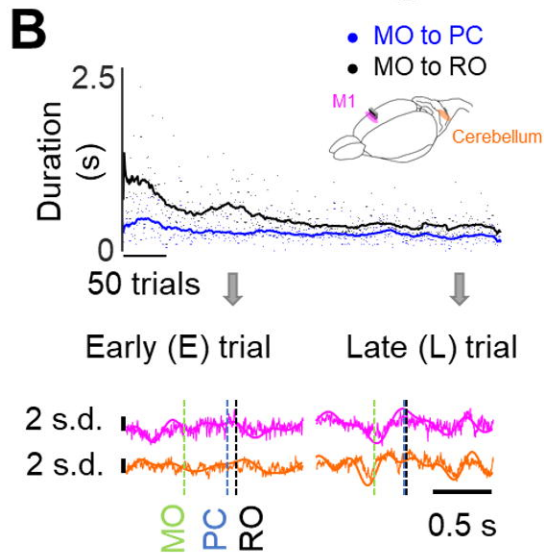 B
MO to PC
MO to RO
M1
Cerebellum
2.5
Duration
(s)
0
50 trials
Early (E) trial
Late (L) trial
2 s.d.
2 s.d.
MO
PC
RO
0.5 s